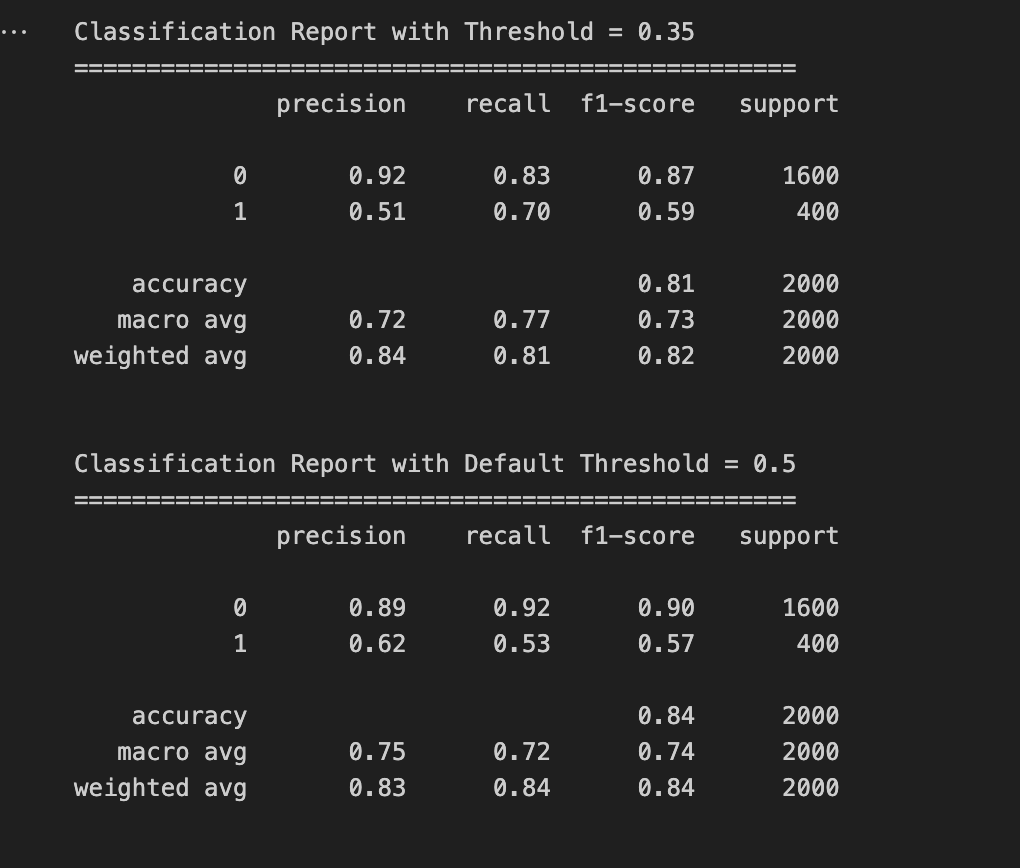 ...
Classification Report with Threshold = 0.35
==================================================
precision recall f1-score support
0 0.92 0.83 0.87 1600
1 0.51 0.70 0.59 400
accuracy 0.81 2000
macro avg 0.72 0.77 0.73 2000
weighted avg 0.84 0.81 0.82 2000
Classification Report with Default Threshold = 0.5
==================================================
precision recall f1-score support
0 0.89 0.92 0.90 1600
1 0.62 0.53 0.57 400
accuracy 0.84 2000
macro avg 0.75 0.72 0.74 2000
weighted avg 0.83 0.84 0.84 2000